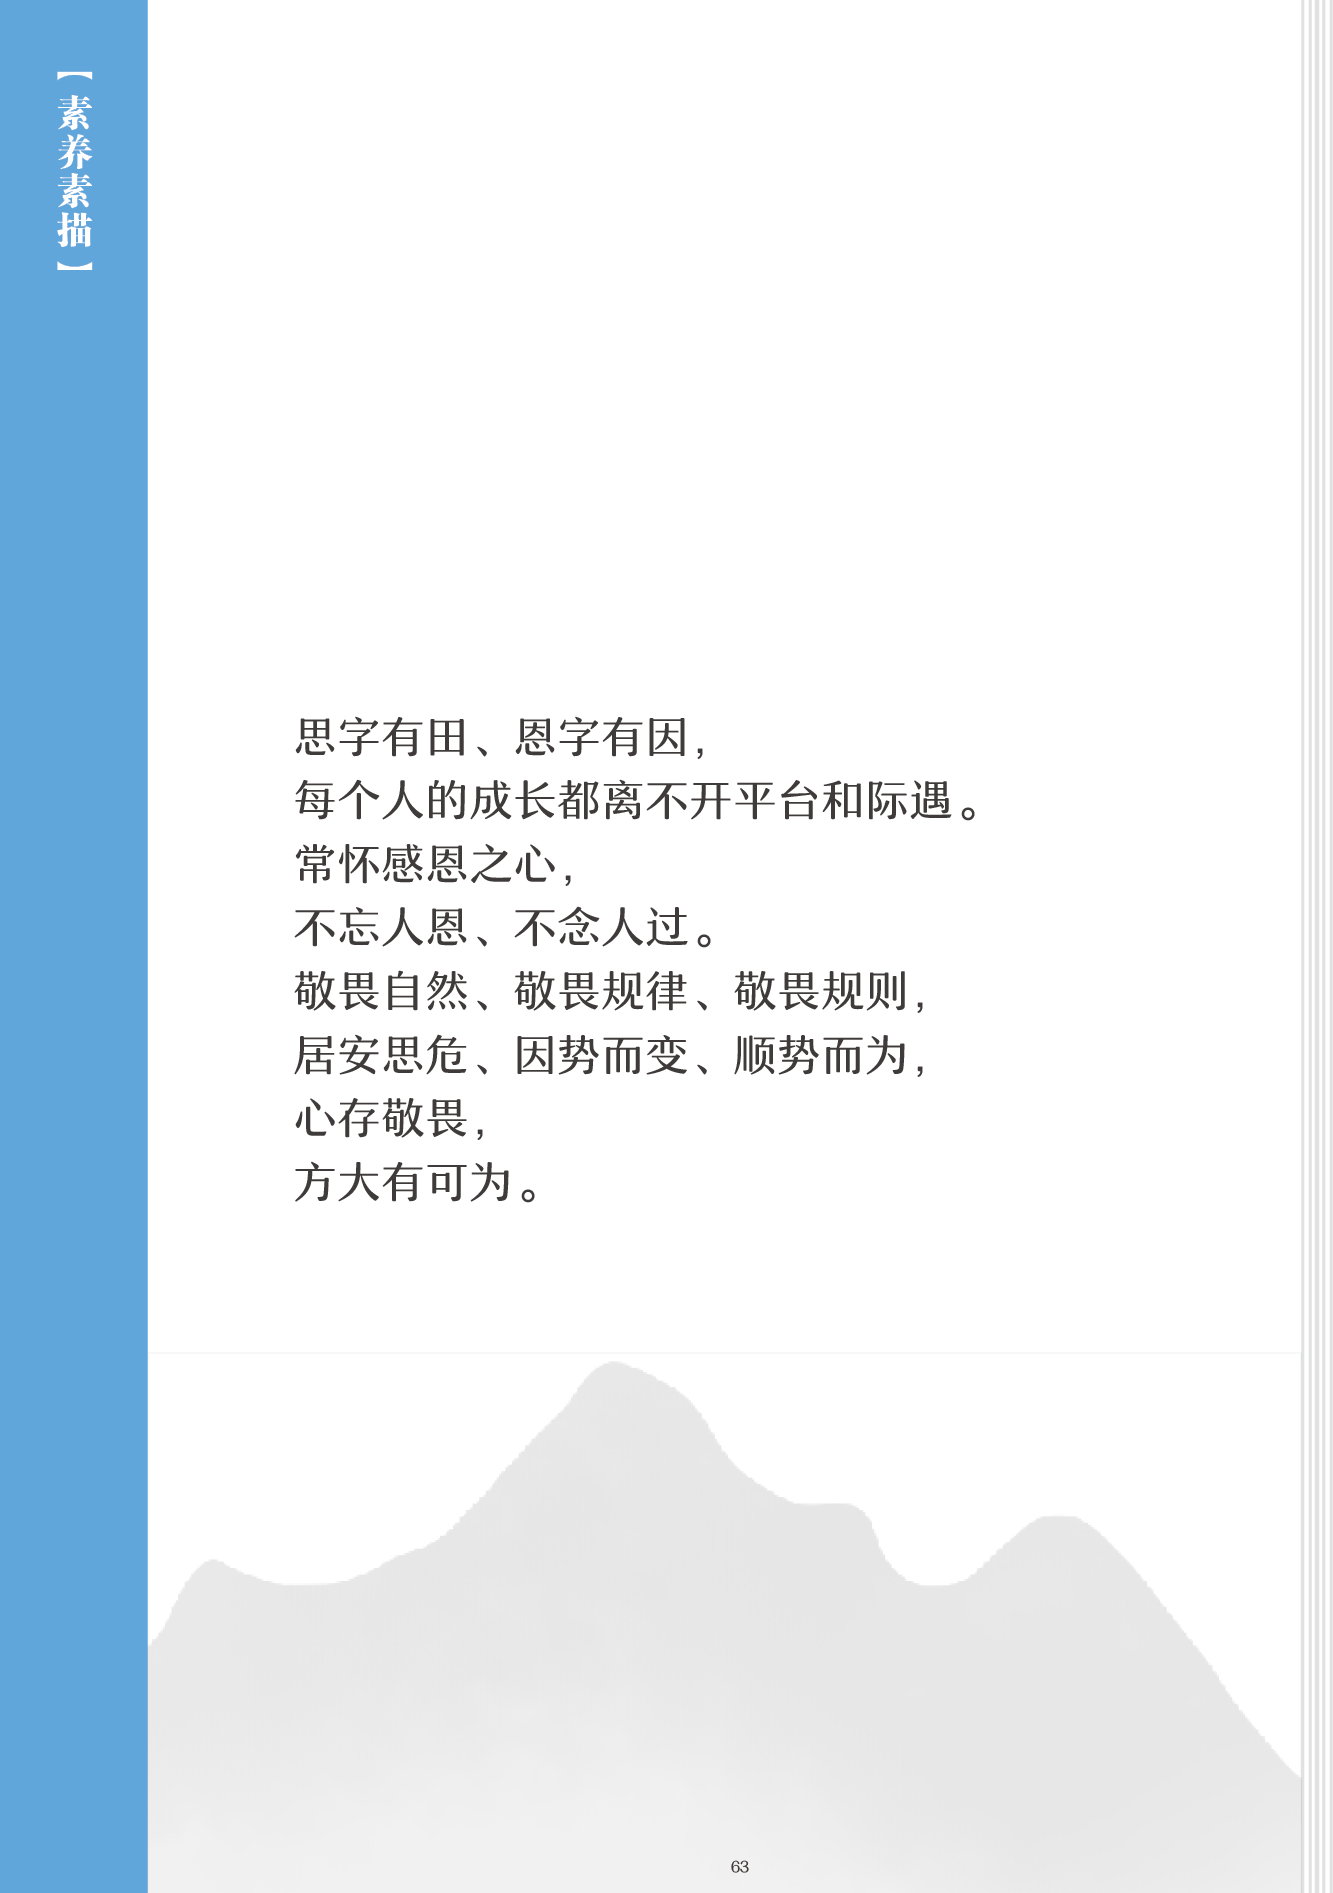 【素养素描】
思字有田、恩字有因，
每个人的成长都离不开平台和际遇。
常怀感恩之心，
不忘人恩、不念人过。
敬畏自然、敬畏规律、敬畏规则，
居安思危、因势而变、顺势而为，
心存敬畏，
方大有可为。
63